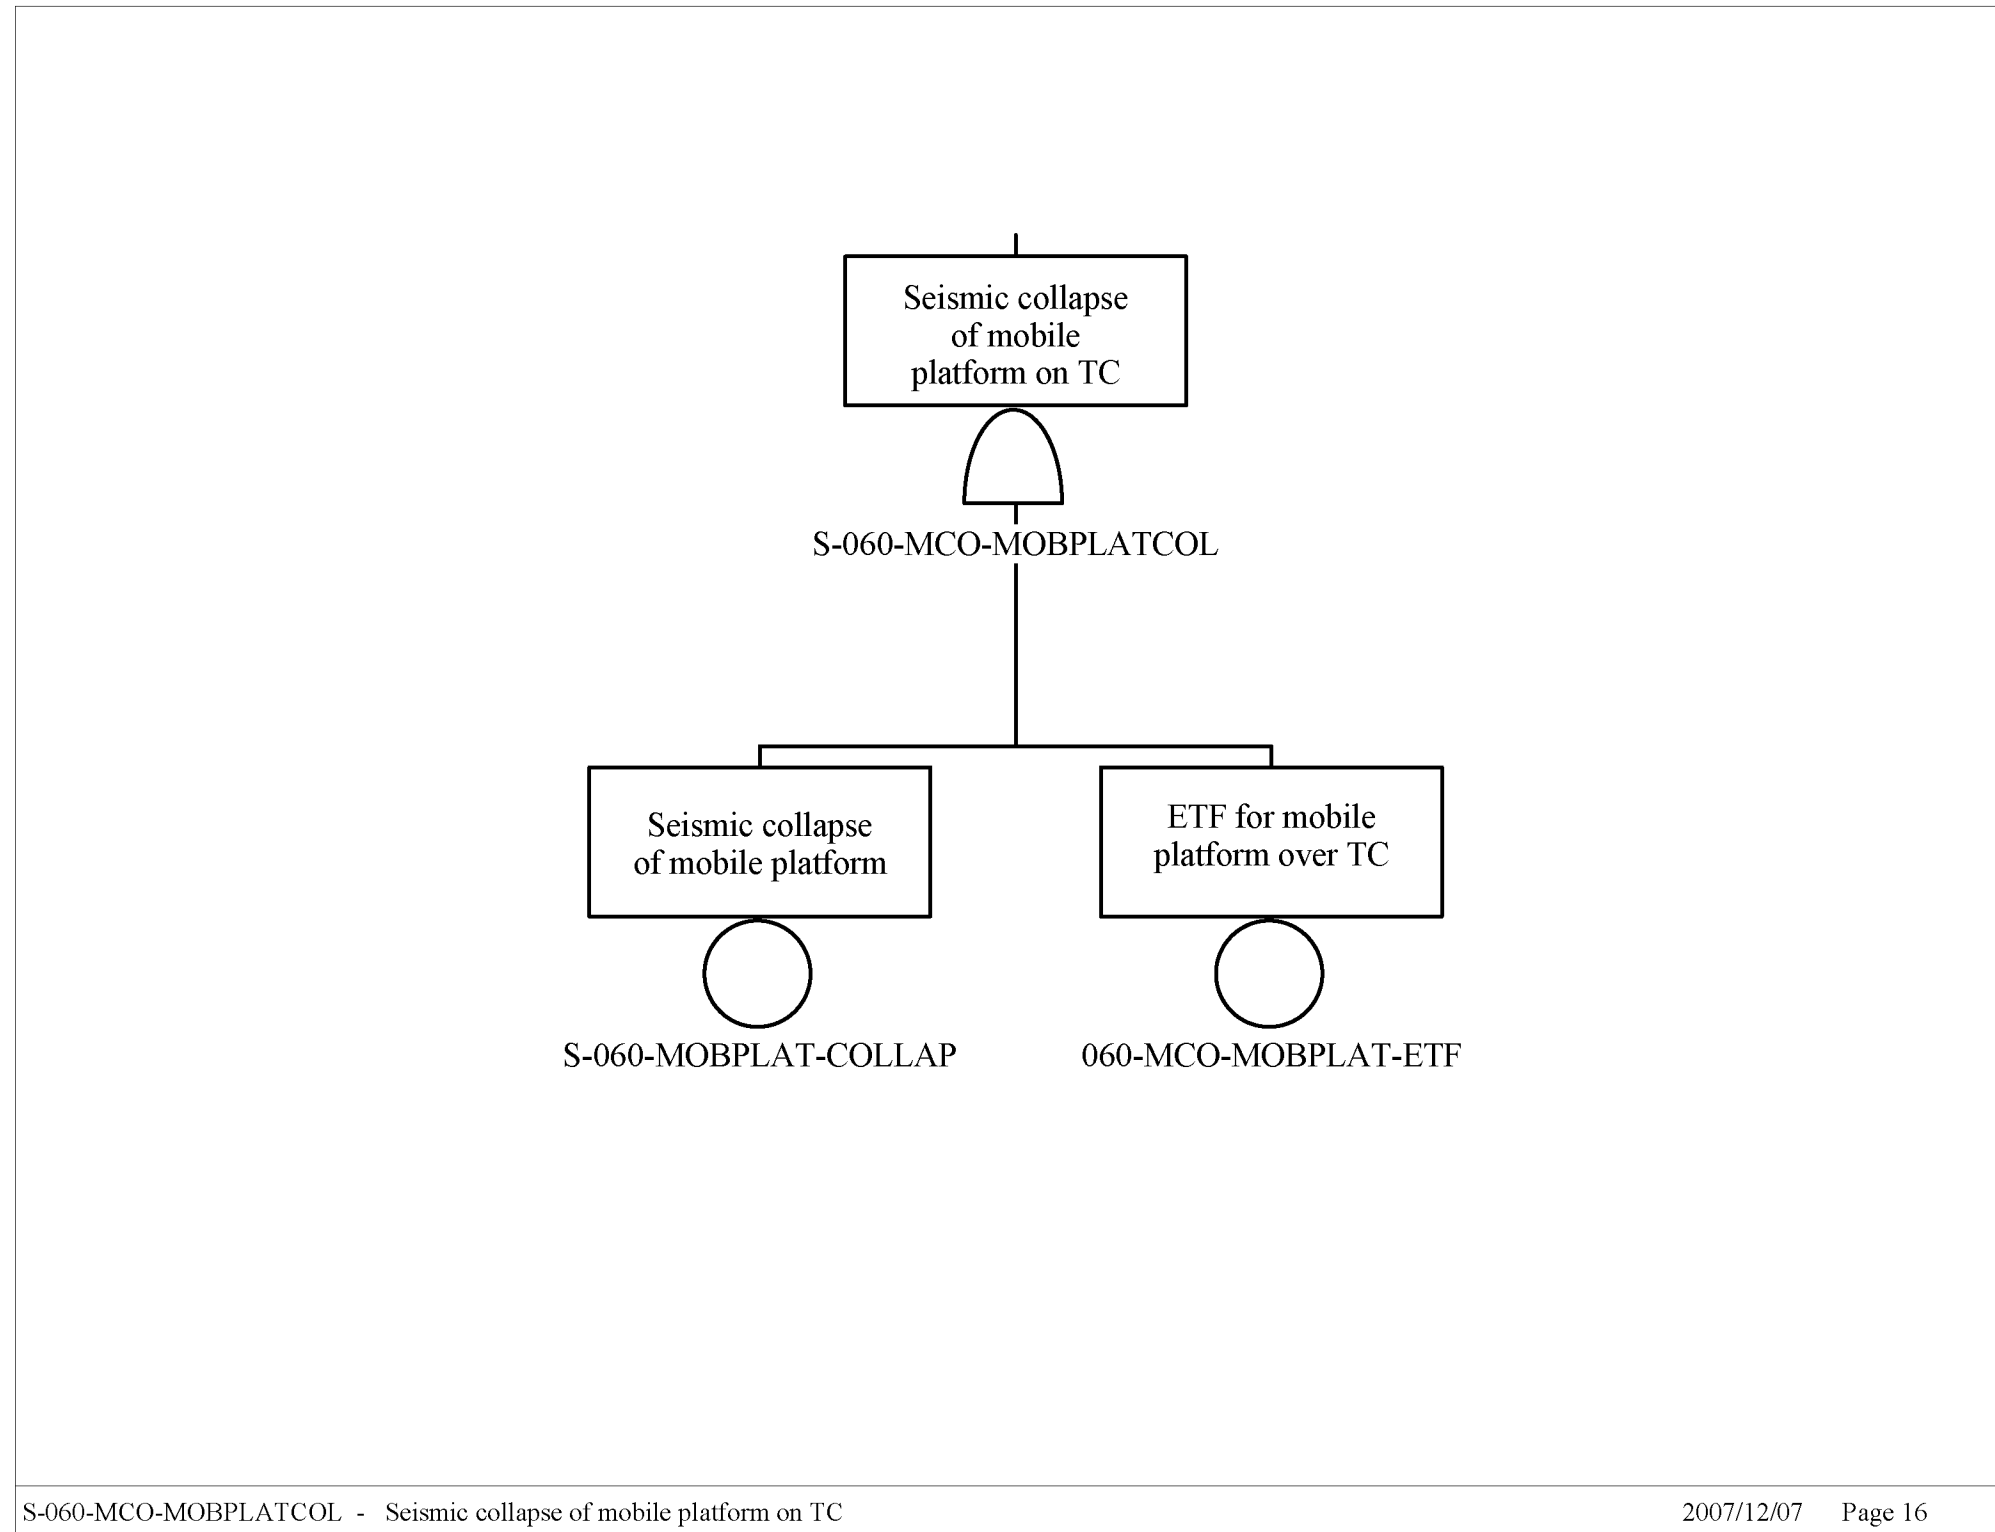 Seismic collapse
of mobile
platform on TC
S-060-MCO-MOBPLATCOL
Seismic collapse
of mobile platform
S-060-MOBPLAT-COLLAP
ETF for mobile
platform over TC
060-MCO-MOBPLAT-ETF
S-060-MCO-MOBPLATCOL - Seismic collapse of mobile platform on TC
2007/12/07 Page 16